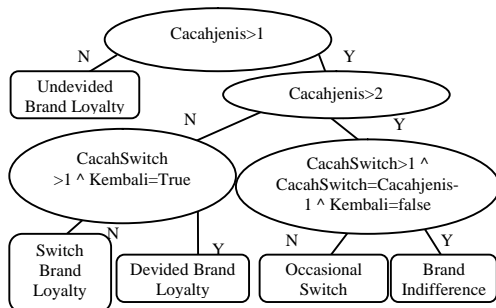 Cacahjenis>1
N
Y
Undevided
Brand Loyalty
Cacahjenis>2
N
Y
CacahSwitch
>1 ^ Kembali=True
CacahSwitch>1 ^
CacahSwitch=Cacahjenis-
1 ^ Kembali=false
N
Y
N
Y
Switch
Brand
Loyalty
Devided Brand
Loyalty
Occasional
Switch
Brand
Indifference